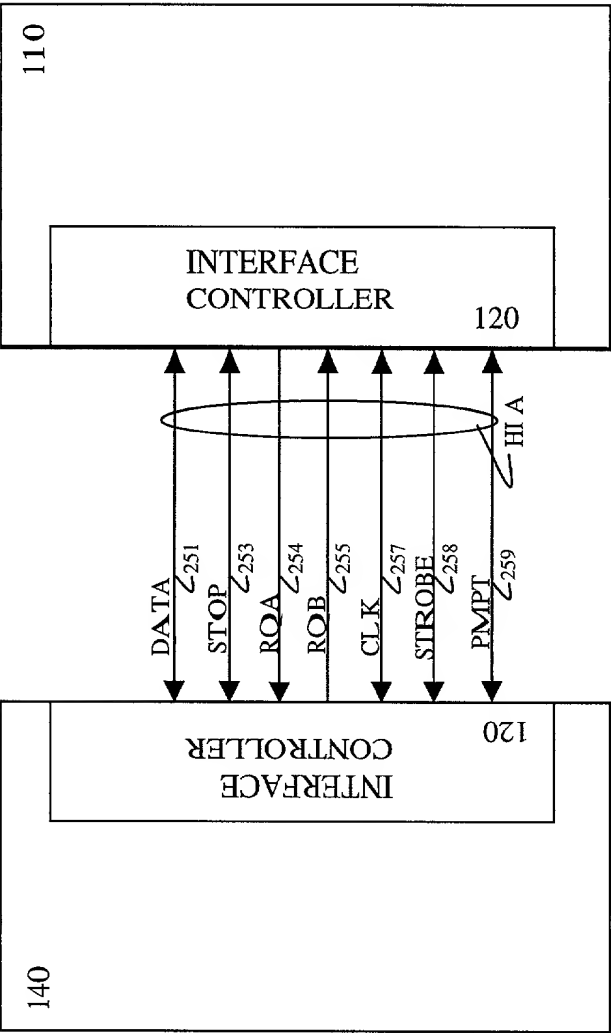 110
INTERFACE
CONTROLLER
120
HI A
DATA
251
STOP
253
RQA
254
RQB
255
CLK
257
STROBE
258
PMPT
259
INTERFACE
CONTROLLER
120
140